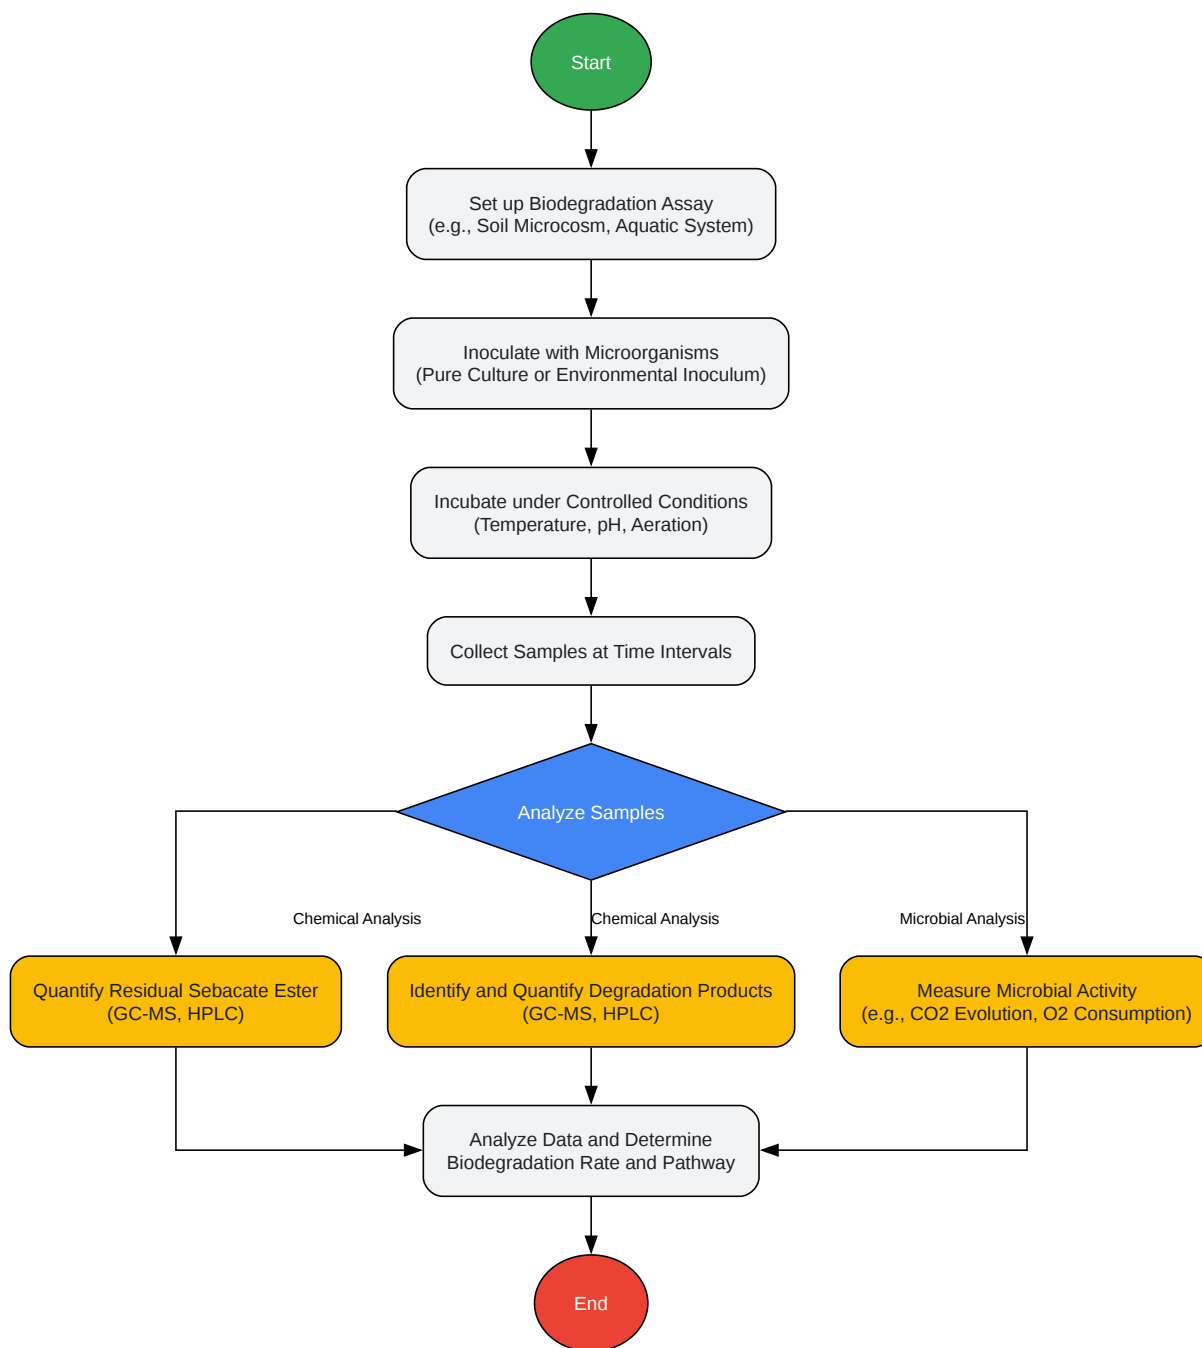 Start
Set up Biodegradation Assay
(e.g., Soil Microcosm, Aquatic System)
Inoculate with Microorganisms
(Pure Culture or Environmental Inoculum)
Incubate under Controlled Conditions
(Temperature, pH, Aeration)
Collect Samples at Time Intervals
Analyze Samples
Chemical Analysis
Chemical Analysis
Microbial Analysis
Quantify Residual Sebacate Ester
(GC-MS, HPLC)
Identify and Quantify Degradation Products
(GC-MS, HPLC)
Measure Microbial Activity
(e.g., CO2 Evolution, O2 Consumption)
Analyze Data and Determine
Biodegradation Rate and Pathway
End